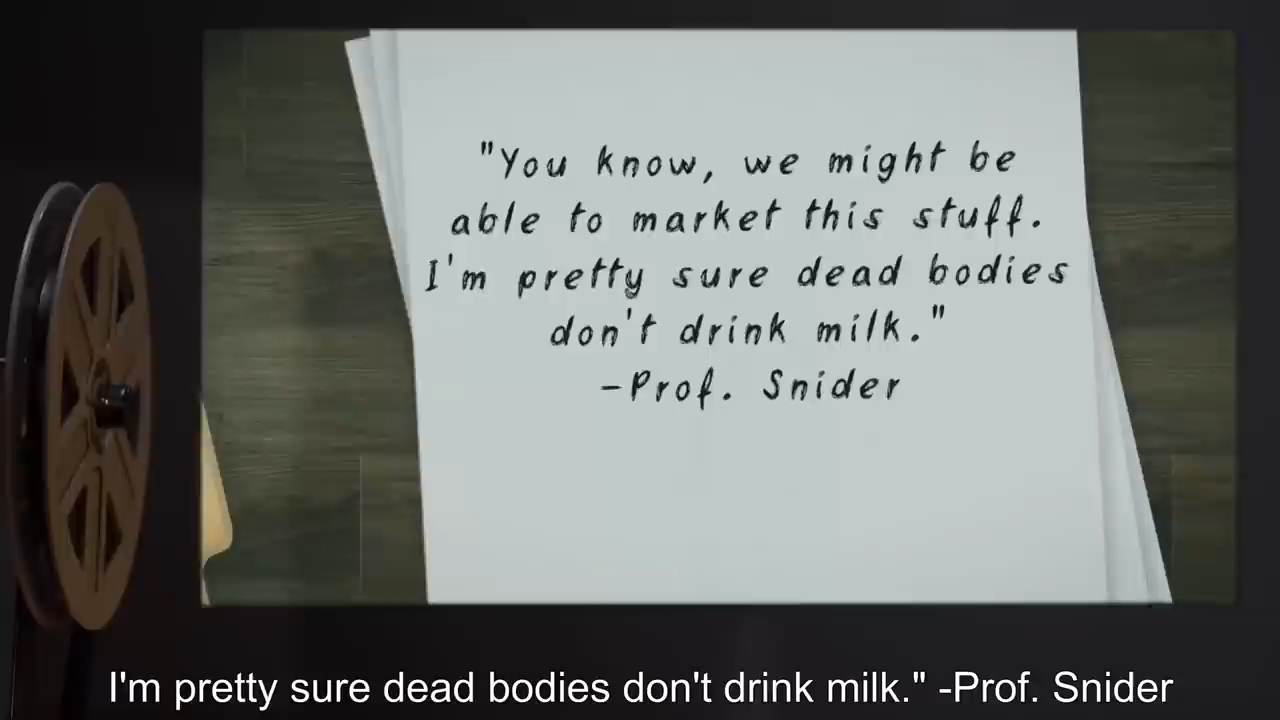 "You know, we might be
able to market this stuff.
I'm pretty sure dead bodies
don't drink milk."
-Prof. Snider
I'm pretty sure dead bodies don't drink milk." -Prof. Snider